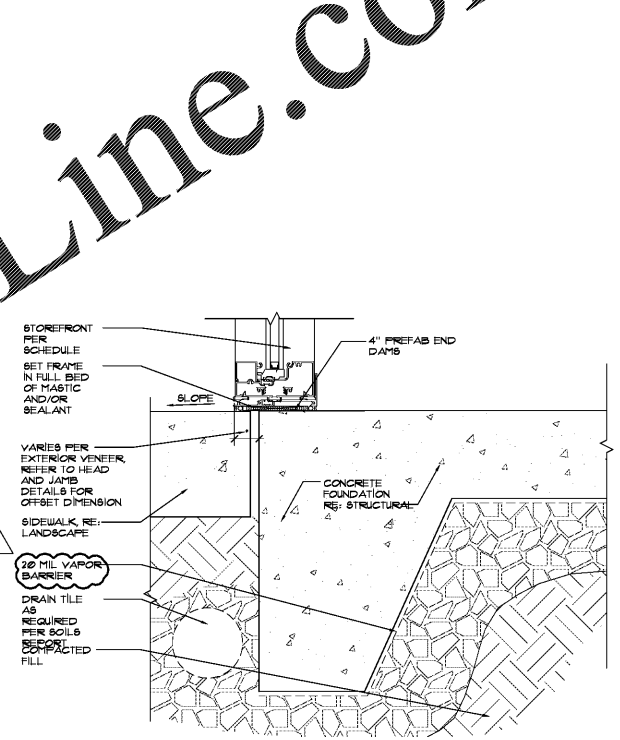 Line.co
STOREFRONT
PER
SCHEDULE
SET FRAME
IN FULL BED
OF MASTIC
AND/OR
SEALANT
SLOPE
4" PREFAB END
DAMS
VARIES PER
EXTERIOR VENEER,
REFER TO HEAD
AND JAMB
DETAILS FOR
OFFSET DIMENSION
CONCRETE
FOUNDATION
RE: STRUCTURAL
SIDEWALK, RE:
LANDSCAPE
20 MIL VAPOR
BARRIER
DRAIN TILE
AS
REQUIRED
PER SOILS
REPORT
COMPACTED
FILL